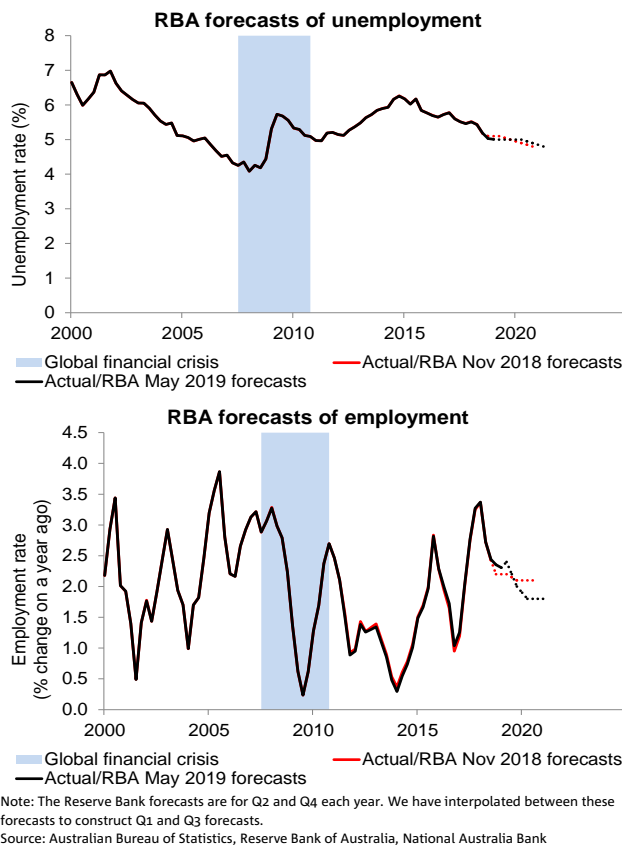 RBA forecasts of unemployment
Unemployment rate (%)
8
7
6
5
4
3
2
1
0
2000 2005 2010 2015 2020
Global financial crisis Actual/RBA Nov 2018 forecasts
Actual/RBA May 2019 forecasts
RBA forecasts of employment
Employment rate
(% change on a year ago)
4.5
4.0
3.5
3.0
2.5
2.0
1.5
1.0
0.5
0.0
2000 2005 2010 2015 2020
Global financial crisis Actual/RBA Nov 2018 forecasts
Actual/RBA May 2019 forecasts
Note: The Reserve Bank forecasts are for Q2 and Q4 each year. We have interpolated between these
forecasts to construct Q1 and Q3 forecasts.
Source: Australian Bureau of Statistics, Reserve Bank of Australia, National Australia Bank